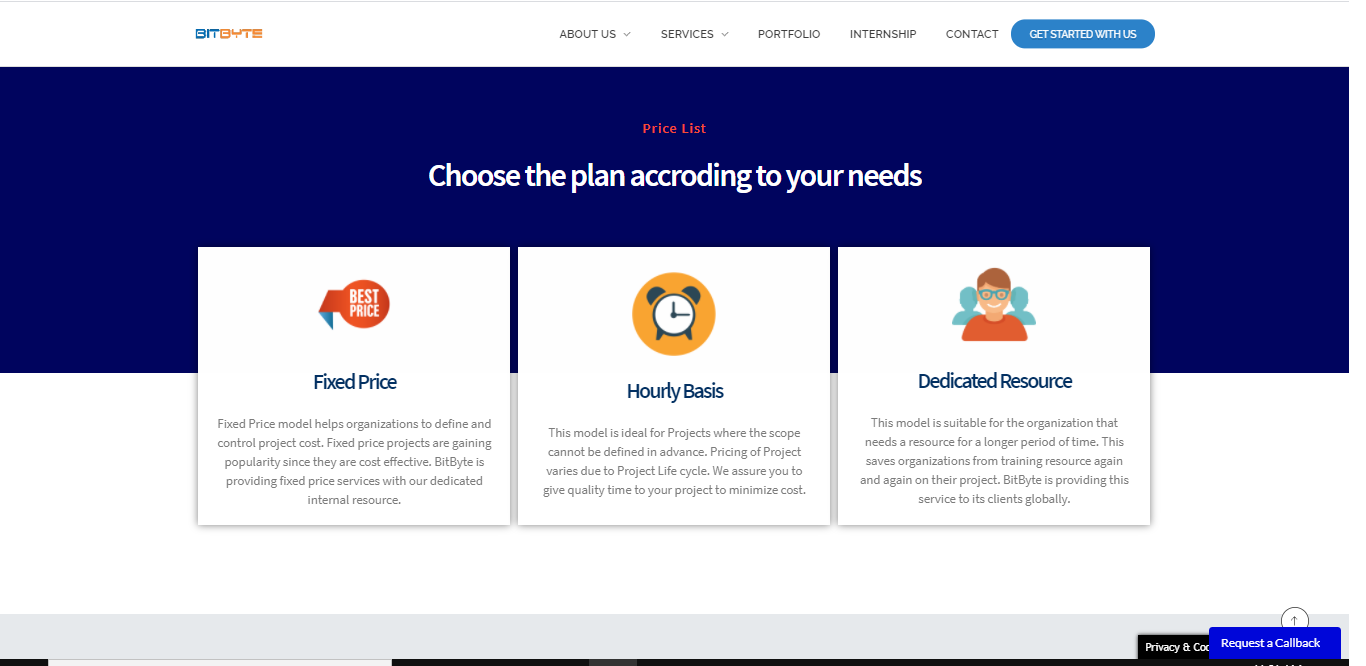 BITBYTE
ABOUT US
SERVICES
PORTFOLIO
INTERNSHIP
CONTACT
GET STARTED WITH US
Price List
Choose the plan accroding to your needs
BEST
PRICE
Fixed Price
Fixed Price model helps organizations to define and
control project cost. Fixed price projects are gaining
popularity since they are cost effective. BitByte is
providing fixed price services with our dedicated
internal resource.
Hourly Basis
This model is ideal for Projects where the scope
cannot be defined in advance. Pricing of Project
varies due to Project Life cycle. We assure you to
give quality time to your project to minimize cost.
Dedicated Resource
This model is suitable for the organization that
needs a resource for a longer period of time. This
saves organizations from training resource again
and again on their project. BitByte is providing this
service to its clients globally.
Privacy &
Request a Callback